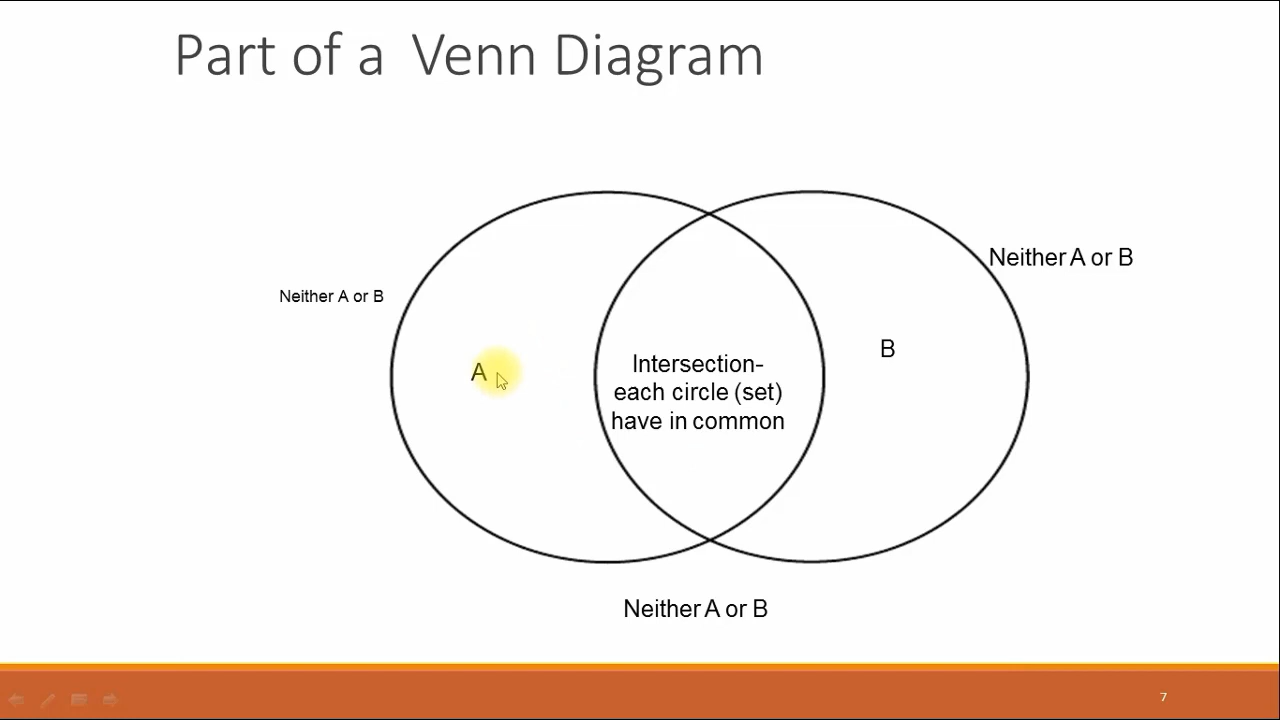 Part of a Venn Diagram
Neither A or B
Neither A or B
A
B
Intersection-
each circle (set)
have in common
Neither A or B
7